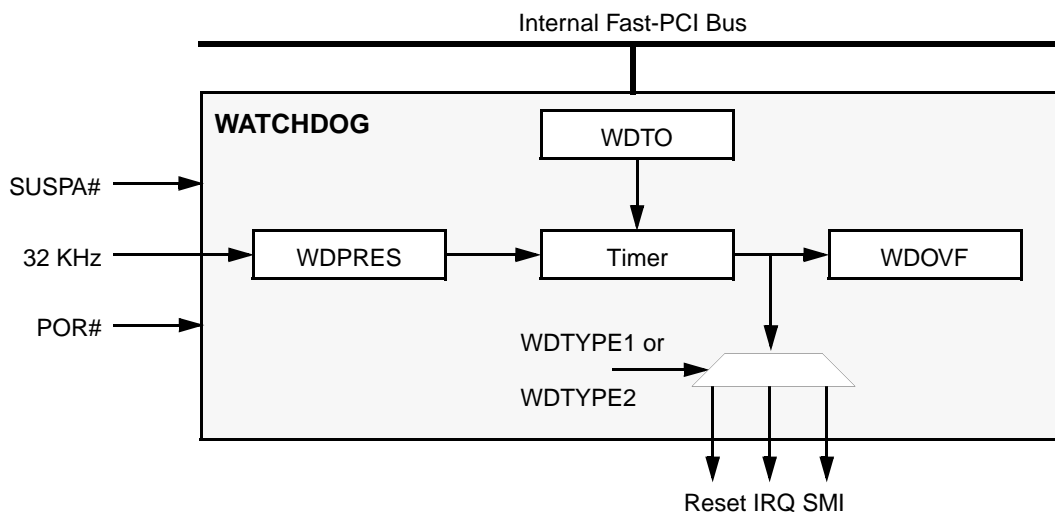 Internal Fast-PCI Bus
WATCHDOG
WDTO
SUSPA#
32 KHz
WDPRES
Timer
WDOVF
POR#
WDTYPE1 or
WDTYPE2
Reset IRQ SMI